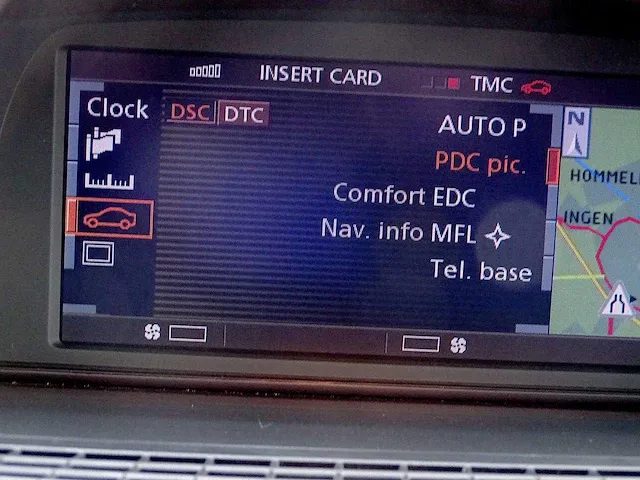 INSERT CARD TMC
Clock DSC DTC
AUTO P
PDC pic.
Comfort EDC
Nav. info MFL
Tel. base
N
HOMMEL
INGEN